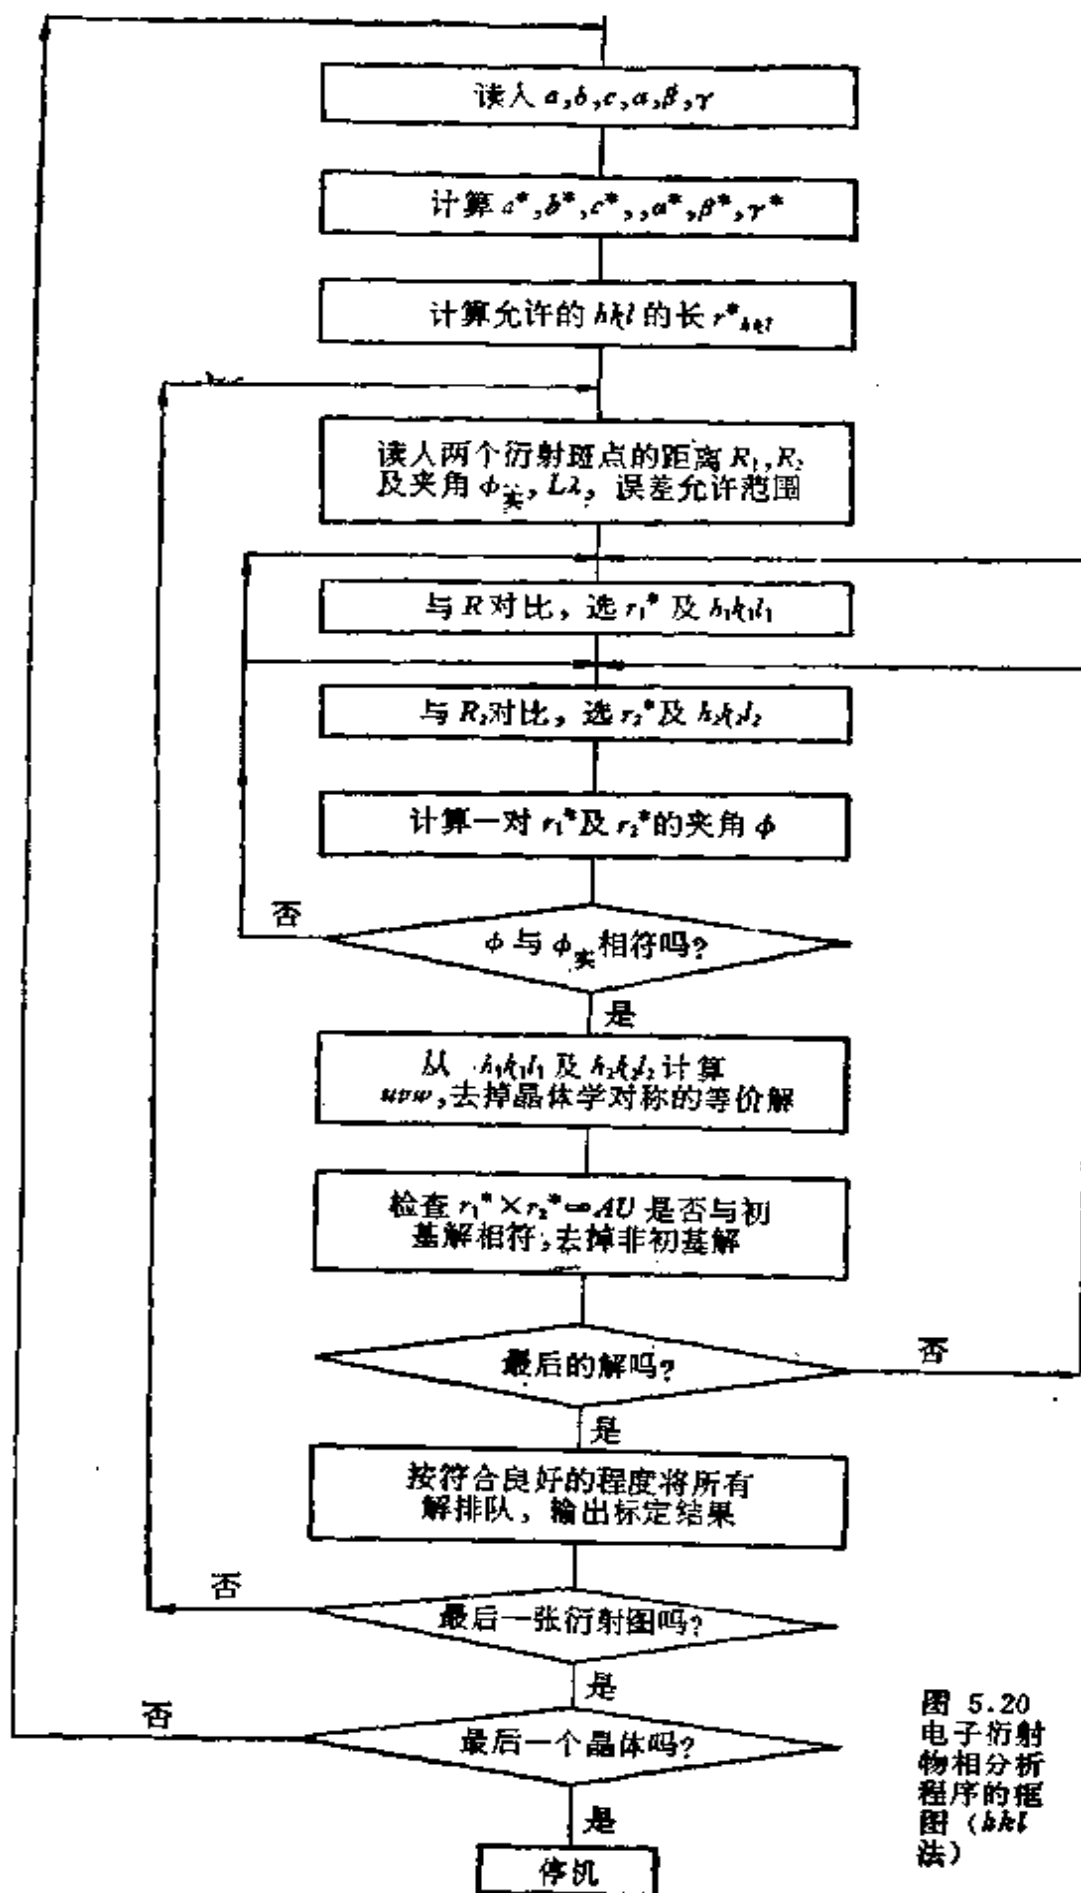 读入 a,b,c,α,β,γ
计算 a*,b*,c*,,α*,β*,γ*
计算允许的 hkl 的长 r*hkl
读入两个衍射斑点的距离 R₁,R₂
及夹角 ϕ实, Lλ, 误差允许范围
与 R 对比, 选 r₁* 及 h₁k₁l₁
与 R₂对比, 选 r₂*及 h₂k₂l₂
计算一对 r₁*及 r₂*的夹角 ϕ
否
ϕ 与 ϕ实相符吗?
是
从 h₁k₁l₁ 及 h₂k₂l₂ 计算
uvw,去掉晶体学对称的等价解
检查 r₁*×r₂*=AU 是否与初
基解相符,去掉非初基解
最后的解吗?
否
是
按符合良好的程度将所有
解排队, 输出标定结果
否
最后一张衍射图吗?
是
否
最后一个晶体吗?
是
停机
图 5.20
电子衍射
物相分析
程序的框
图 (hkl
法)